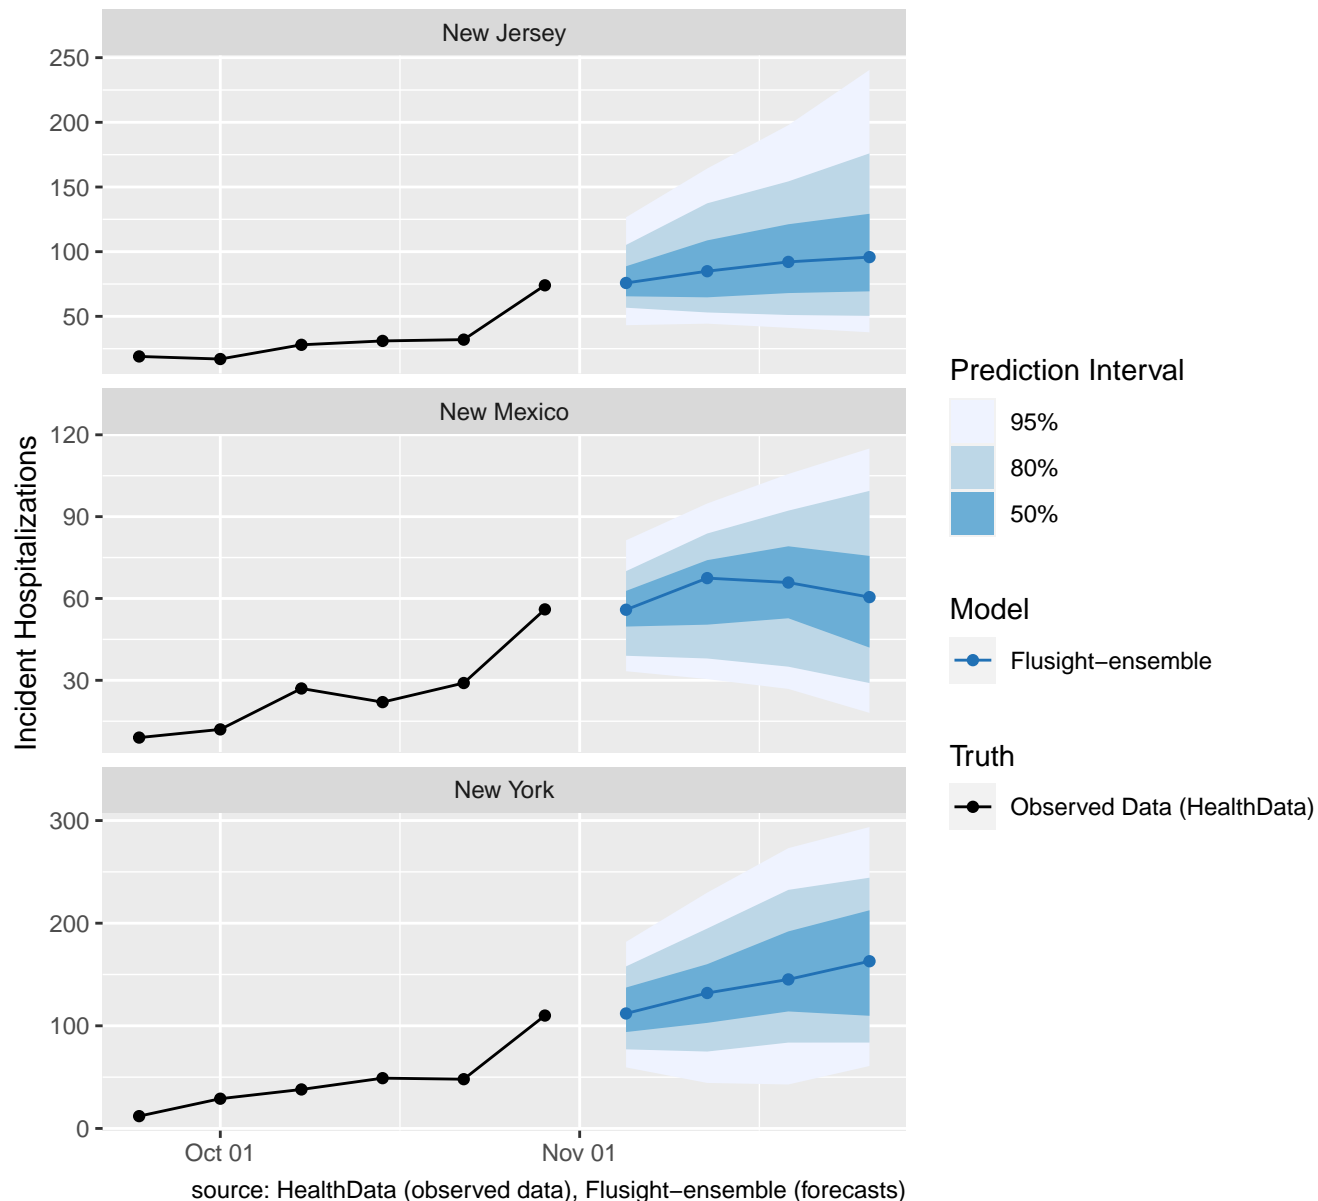 New Jersey
250
200
150
100
50
New Mexico
120
90
60
30
New York
300
200
100
0
Oct 01
Nov 01
Incident Hospitalizations
source: HealthData (observed data), Flusight−ensemble (forecasts)
Prediction Interval
95%
80%
50%
Model
Flusight−ensemble
Truth
Observed Data (HealthData)